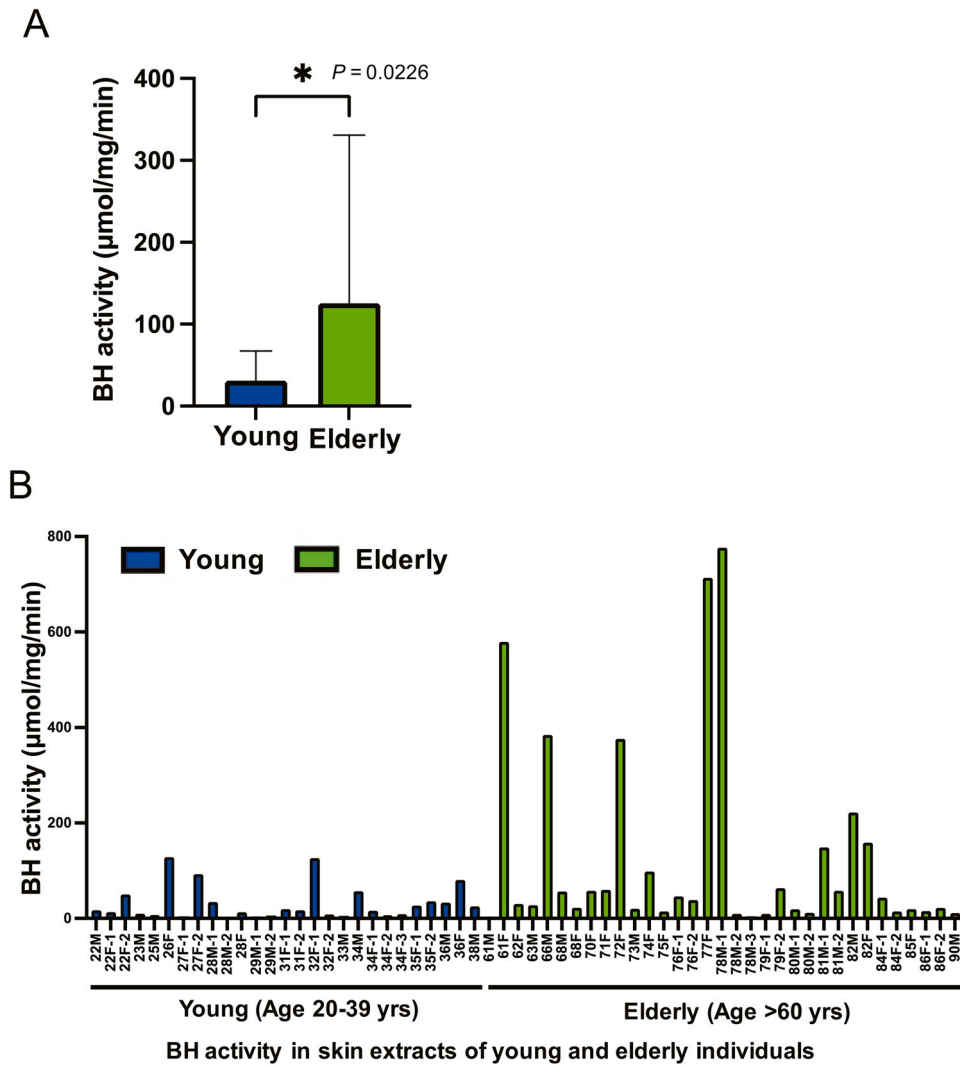 A
BH activity (µmol/mg/min)
400
300
200
100
0
* P = 0.0226
Young Elderly
B
BH activity (µmol/mg/min)
800
600
400
200
0
Young Elderly
22M 22F-1 22F-2 23M 25M 26F 27F-1 27F-2 28M-1 28M-2 28F 29M-1 29M-2 31F-1 31F-2 32F-1 32F-2 33M 34M 34F-1 34F-2 34F-3 35F-1 35F-2 36M 36F 38M 61M 61F 62F 63M 66M 68M 68F 70F 71F 72F 73M 74F 75F 76F-1 76F-2 77F 78M-1 78M-2 78M-3 79F-1 79F-2 80M-1 80M-2 81M-1 81M-2 82M 82F 84F-1 84F-2 85F 86F-1 86F-2 90M
Young (Age 20-39 yrs) Elderly (Age >60 yrs)
BH activity in skin extracts of young and elderly individuals